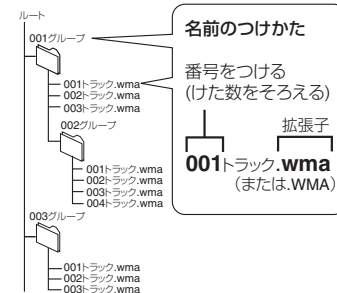 ルート
001グループ
001トラック.wma
002トラック.wma
003トラック.wma
002グループ
001トラック.wma
002トラック.wma
003トラック.wma
004トラック.wma
003グループ
001トラック.wma
002トラック.wma
003トラック.wma
名前のつけかた
番号をつける
(けた数をそろえる)
拡張子
001トラック.wma
(または.WMA)